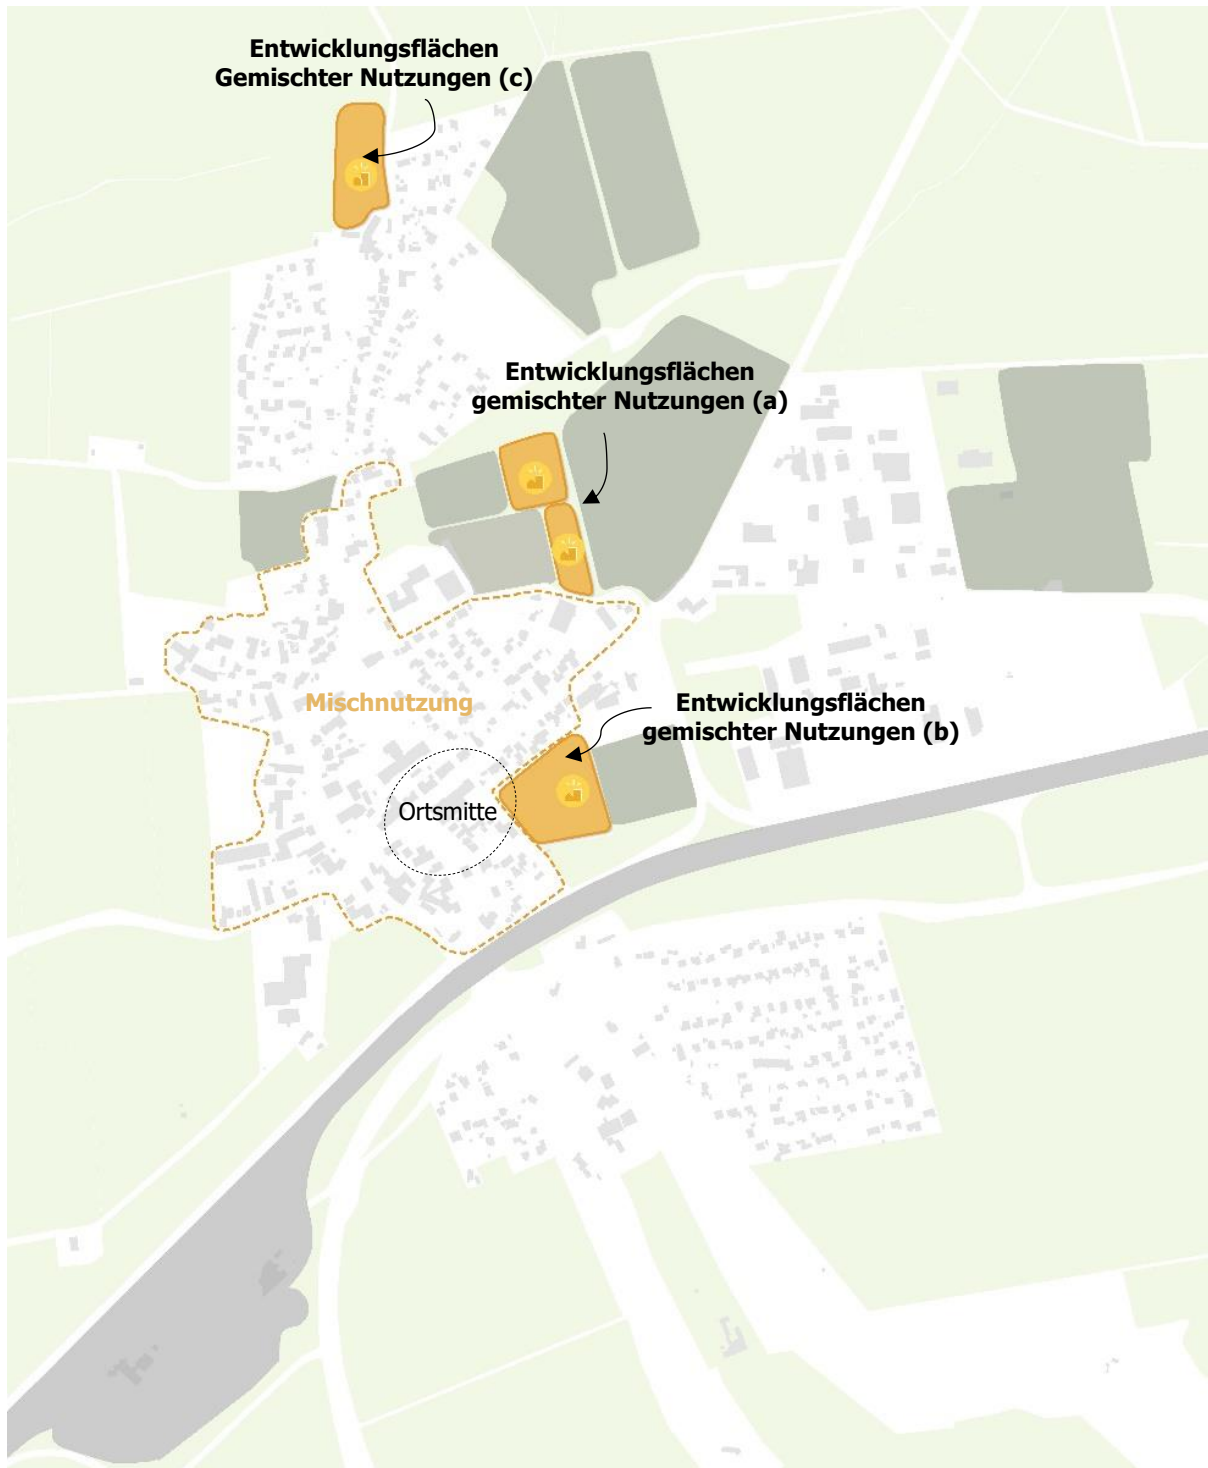 Entwicklungsflächen
Gemischter Nutzungen (c)
Entwicklungsflächen
gemischter Nutzungen (a)
Mischnutzung
Entwicklungsflächen
gemischter Nutzungen (b)
Ortsmitte